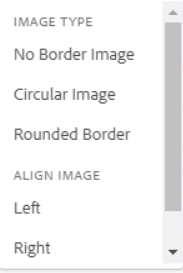 IMAGE TYPE
No Border Image
Circular Image
Rounded Border
ALIGN IMAGE
Left
Right